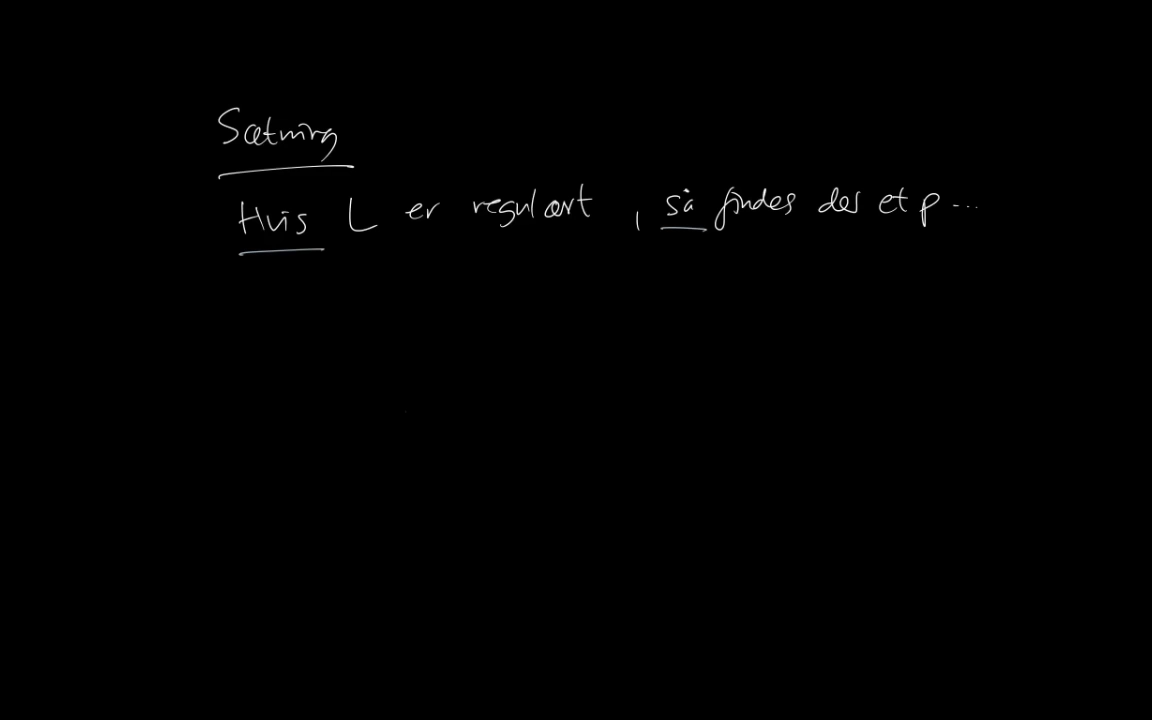 Sætning
Hvis L er regulært, så findes der et p ...